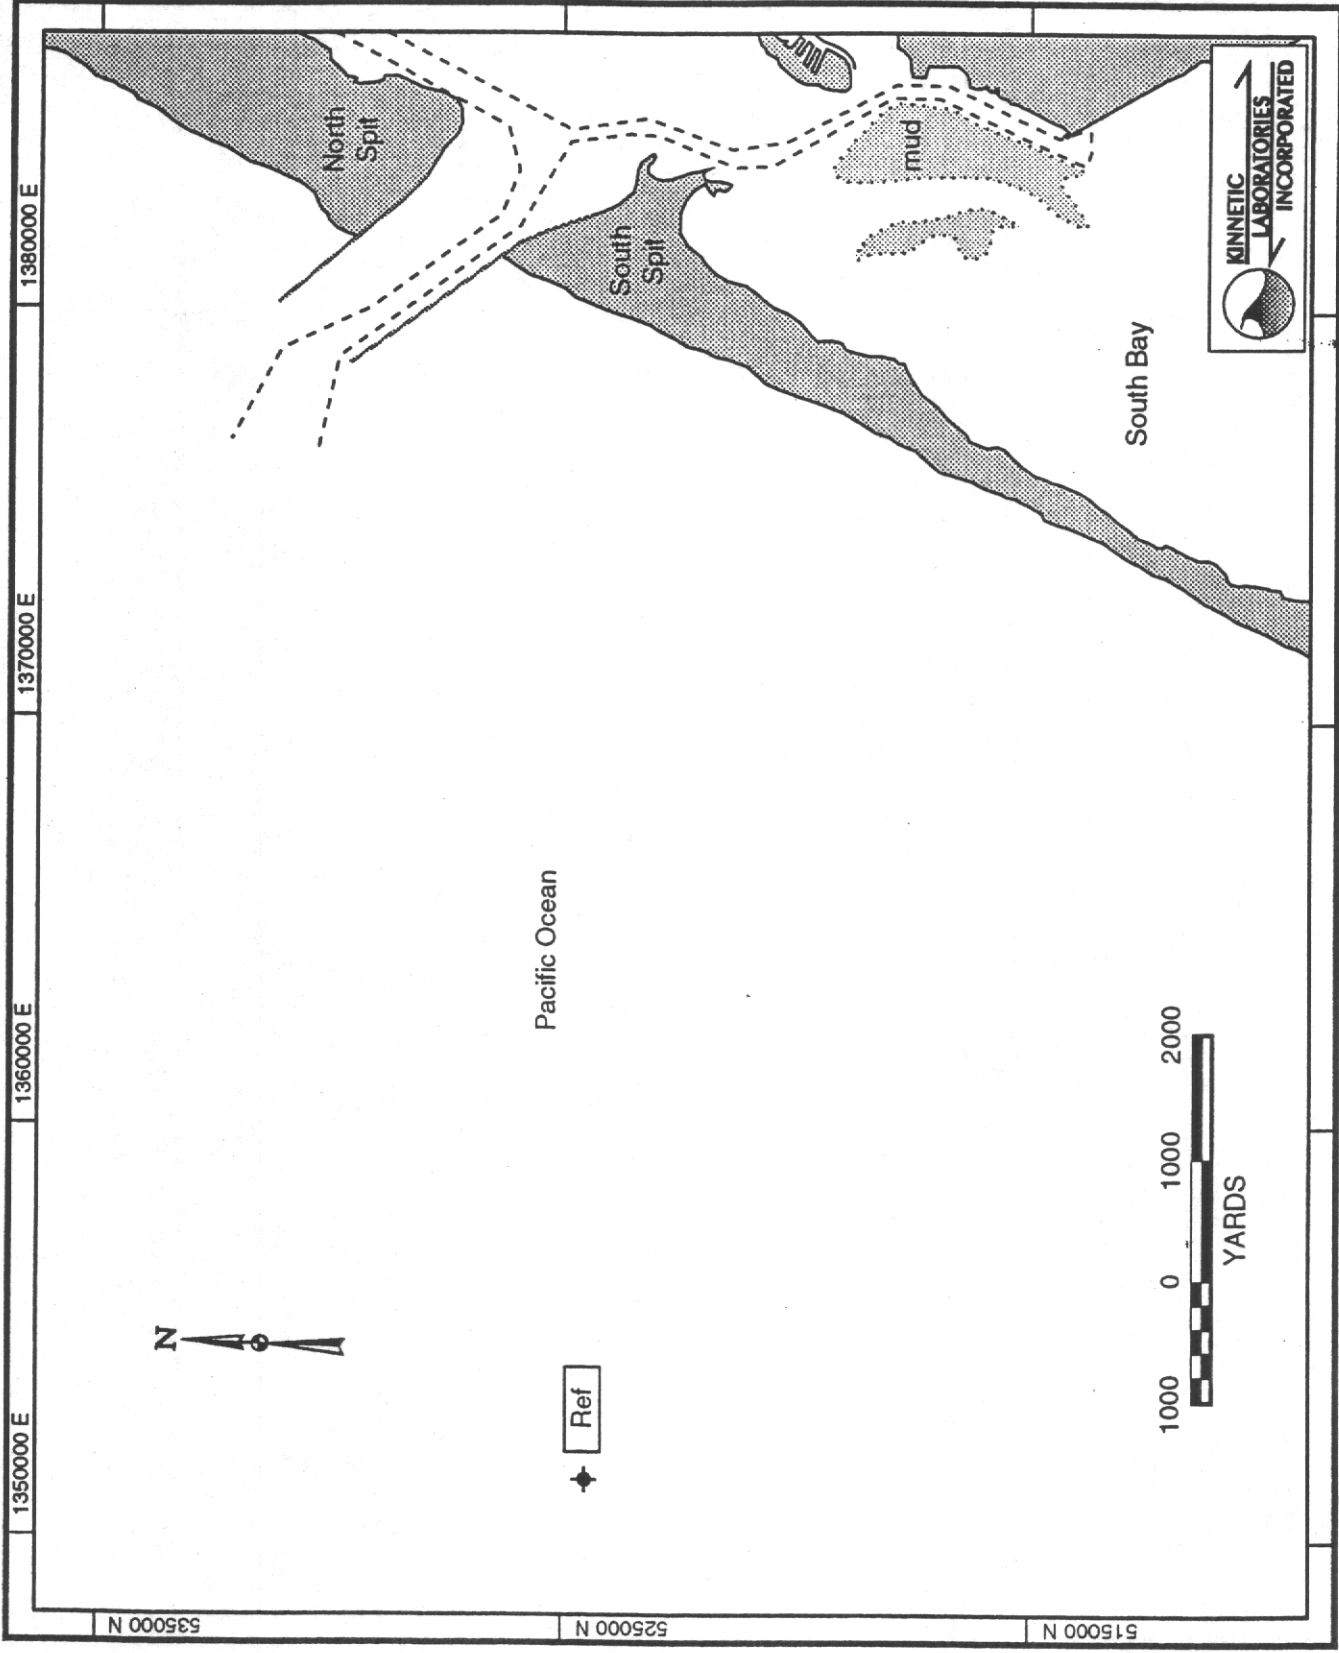 1350000 E
1360000 E
1370000 E
1380000 E
535000 N
525000 N
515000 N
N
North
Spit
South
Spit
mud
Pacific Ocean
Ref
South Bay
1000 0 1000 2000
YARDS
KINNETIC
LABORATORIES
INCORPORATED